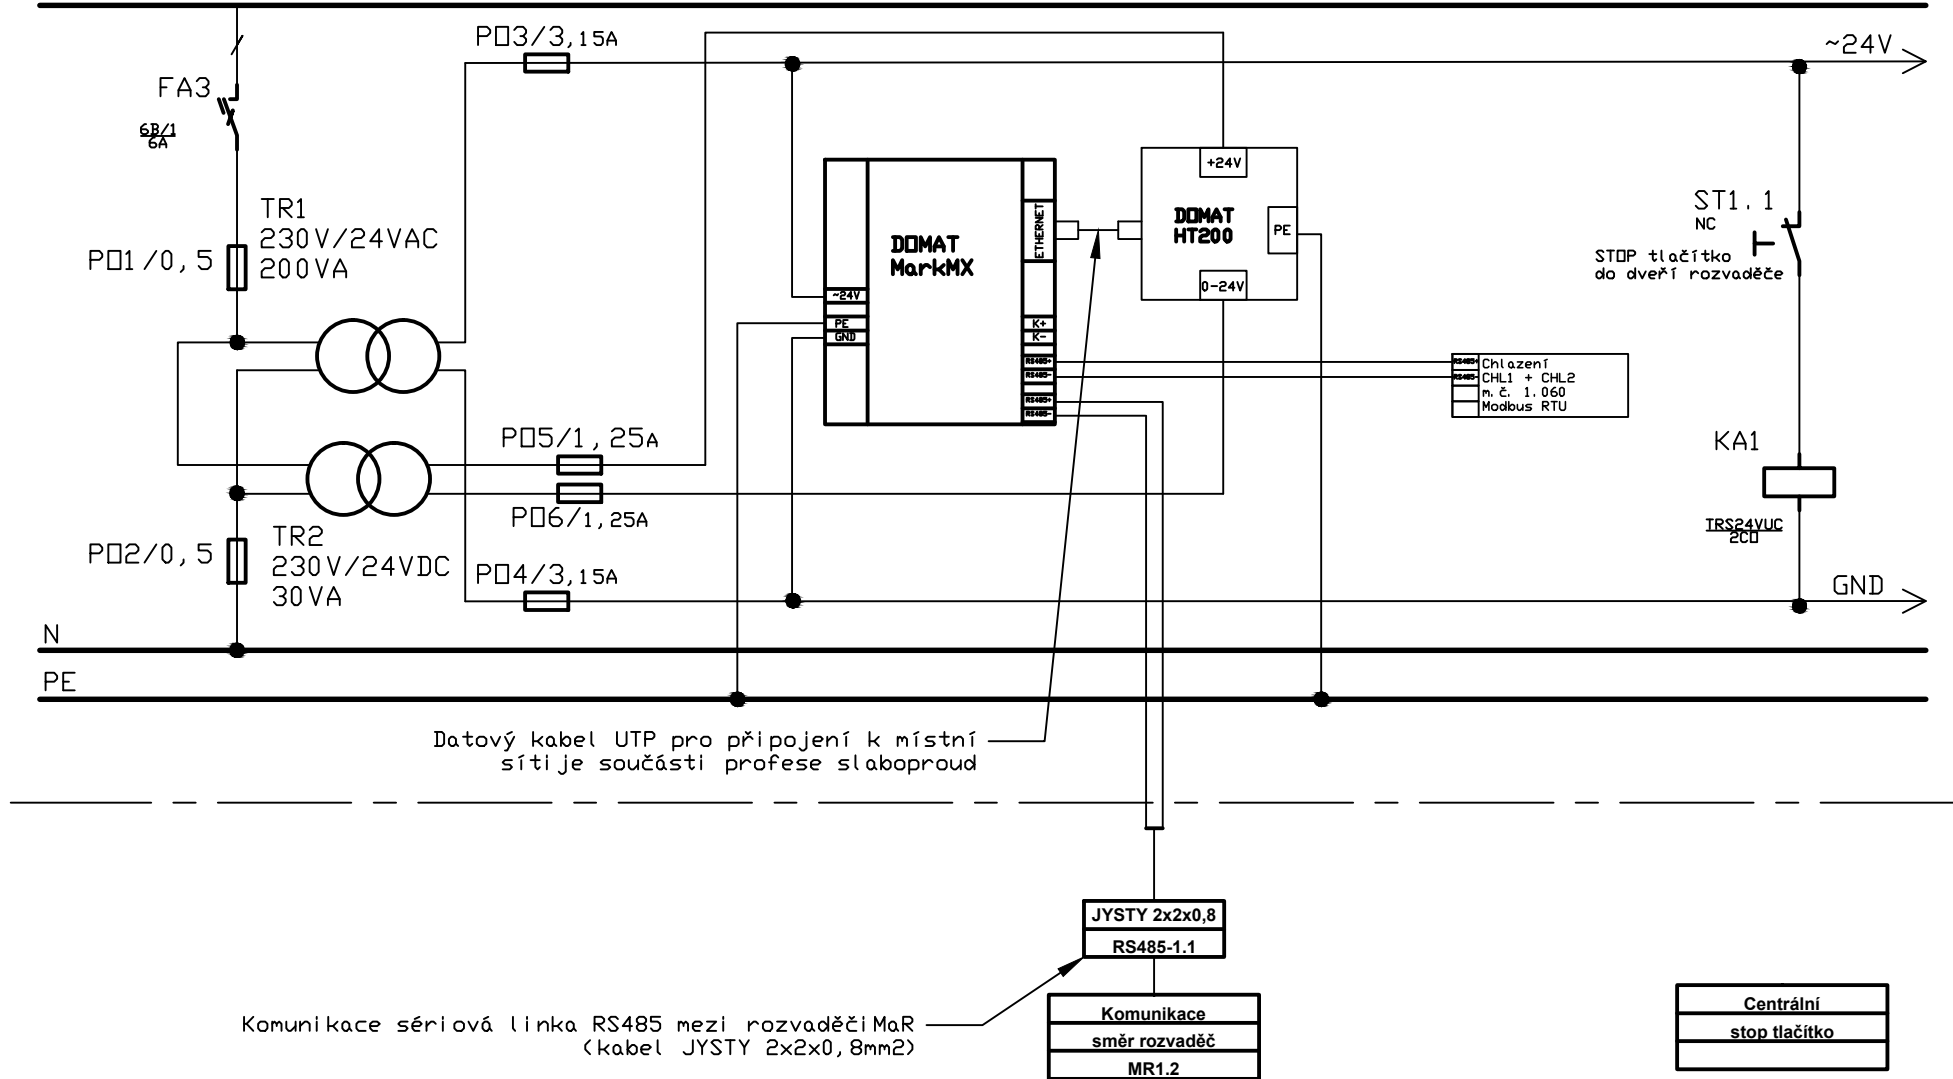 PO3/3,15A
~24V
FA3
6B/1
6A
+24V
TR1
230V/24VAC
200VA
PO1/0,5
DOMAT
MarkMX
ETHERNET
DOMAT
HT200
PE
0-24V
ST1.1
NC
STOP tlačítko
do dveří rozvaděče
~24V
PE
GND
K+
K-
RS485+
RS485-
RS485+
RS485-
RS485+
RS485-
Chlazení
CHL1 + CHL2
m.č. 1.060
Modbus RTU
PO5/1,25A
PO6/1,25A
KA1
TRS24VUC
2CO
TR2
230V/24VDC
30VA
PO2/0,5
PO4/3,15A
GND
N
PE
Datový kabel UTP pro připojení k místní
síti je součásti profese slaboproud
JYSTY 2x2x0,8
RS485-1.1
Komunikace sériová linka RS485 mezi rozvaděči MaR
(kabel JYSTY 2x2x0,8mm2)
Komunikace
směr rozvaděč
MR1.2
Centrální
stop tlačítko